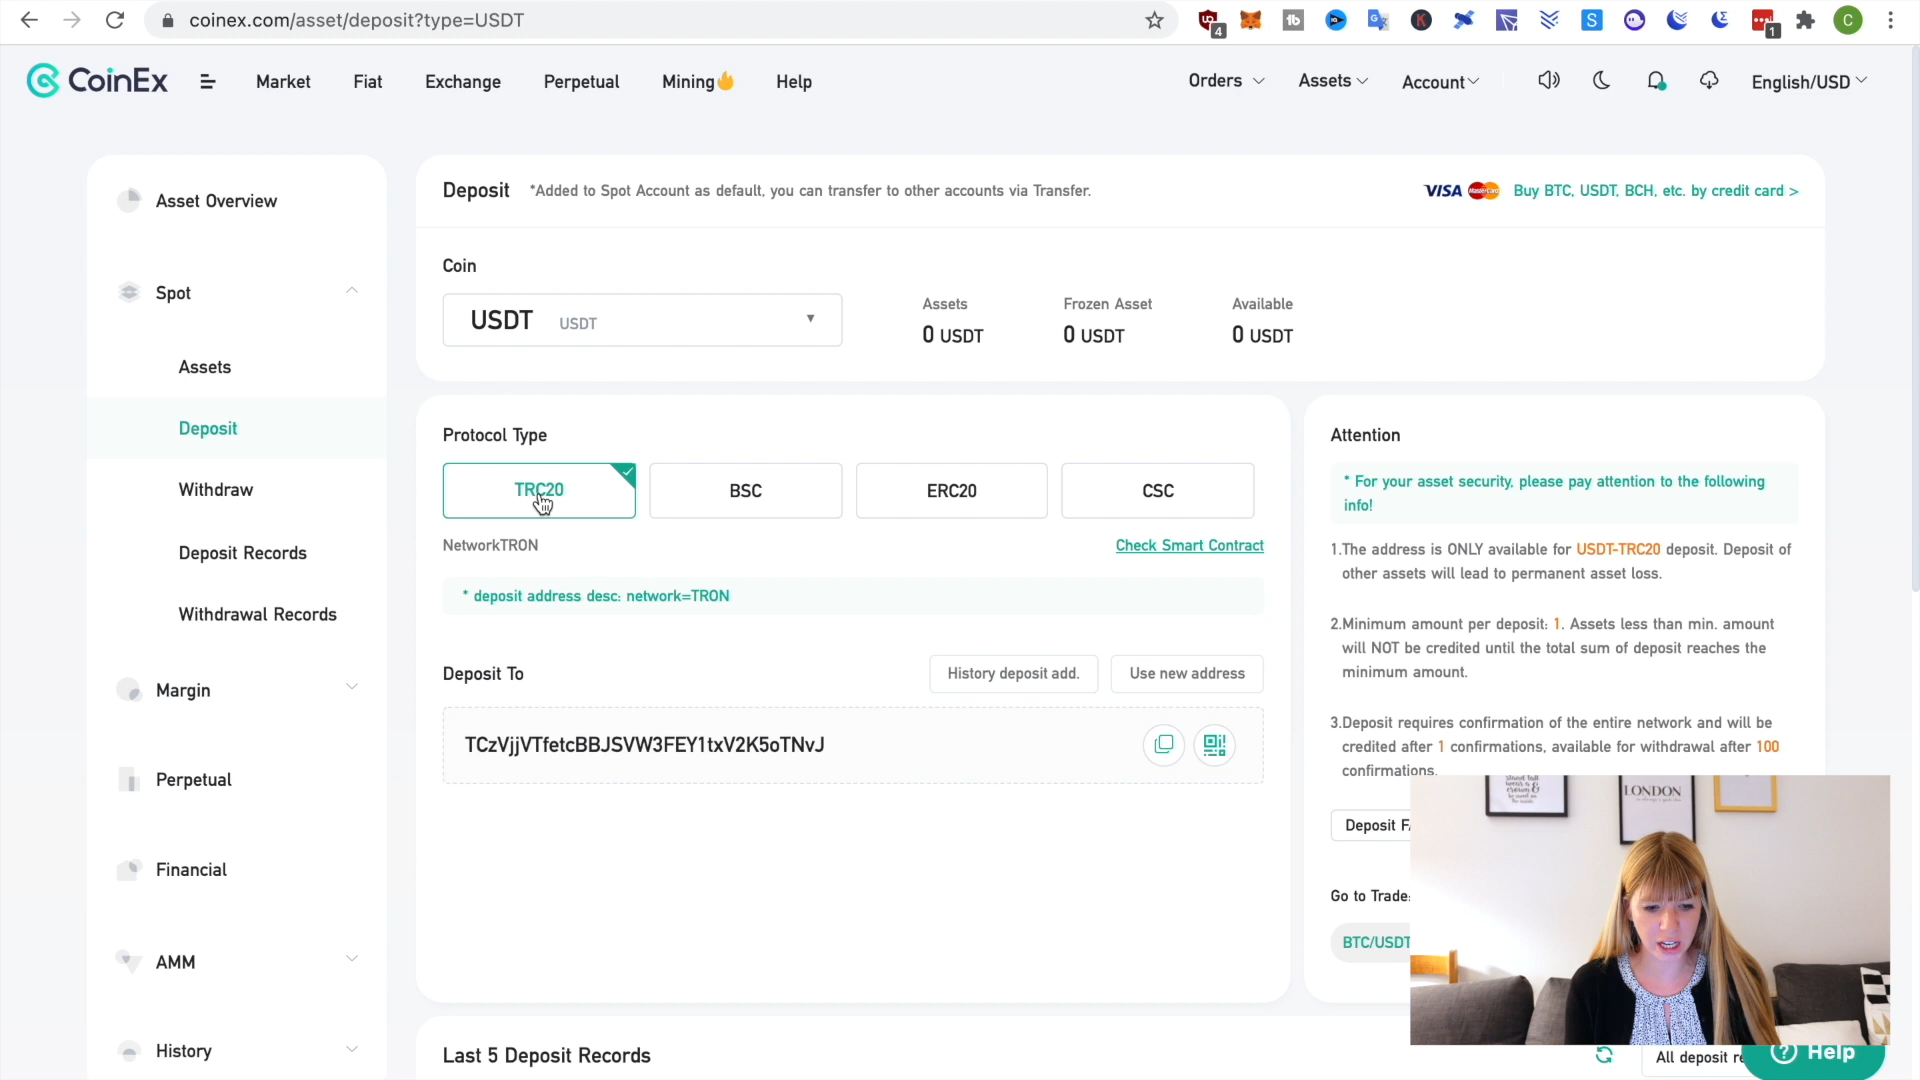 coinex.com/asset/deposit?type=USDT
4
1
C
CoinEx
Market
Fiat
Exchange
Perpetual
Mining
Help
Orders
Assets
Account
English/USD
Asset Overview
Spot
Assets
Deposit
Withdraw
Deposit Records
Withdrawal Records
Margin
Perpetual
Financial
AMM
History
Deposit *Added to Spot Account as default, you can transfer to other accounts via Transfer.
VISA MasterCard Buy BTC, USDT, BCH, etc. by credit card >
Coin
USDT USDT
Assets
0 USDT
Frozen Asset
0 USDT
Available
0 USDT
Protocol Type
TRC20
BSC
ERC20
CSC
NetworkTRON
Check Smart Contract
* deposit address desc: network=TRON
Deposit To
History deposit add.
Use new address
TCzVjjVTfetcBBJSVW3FEY1txV2K5oTNvJ
Attention
* For your asset security, please pay attention to the following
info!
1.The address is ONLY available for USDT-TRC20 deposit. Deposit of
other assets will lead to permanent asset loss.
2.Minimum amount per deposit: 1. Assets less than min. amount
will NOT be credited until the total sum of deposit reaches the
minimum amount.
3.Deposit requires confirmation of the entire network and will be
credited after 1 confirmations, available for withdrawal after 100
confirmations.
Deposit F
Go to Trade:
BTC/USDT
LONDON
Last 5 Deposit Records
All deposit re
Help